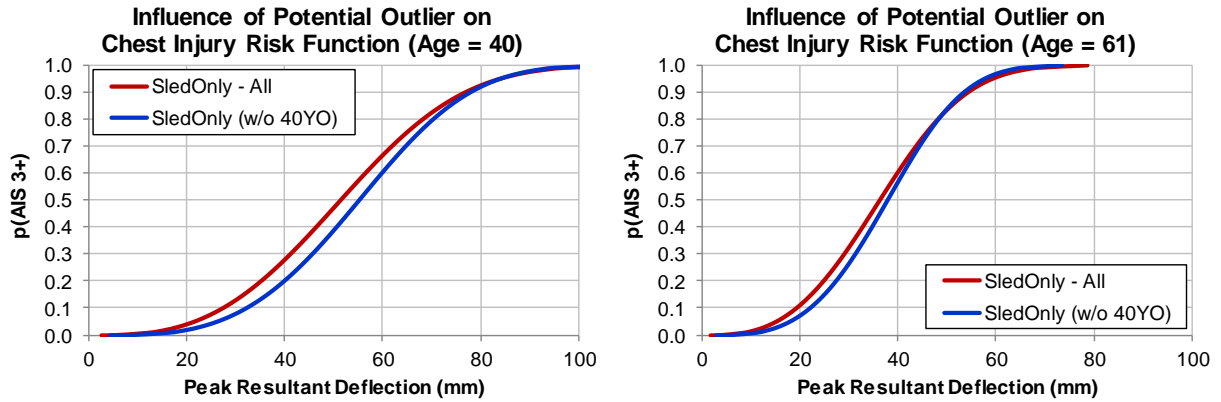 Influence of Potential Outlier on
Chest Injury Risk Function (Age = 40)
1.0
0.9
0.8
0.7
0.6
0.5
0.4
0.3
0.2
0.1
0.0
p(AIS 3+)
SledOnly - All
SledOnly (w/o 40YO)
0 20 40 60 80 100
Peak Resultant Deflection (mm)
Influence of Potential Outlier on
Chest Injury Risk Function (Age = 61)
1.0
0.9
0.8
0.7
0.6
0.5
0.4
0.3
0.2
0.1
0.0
p(AIS 3+)
SledOnly - All
SledOnly (w/o 40YO)
0 20 40 60 80 100
Peak Resultant Deflection (mm)